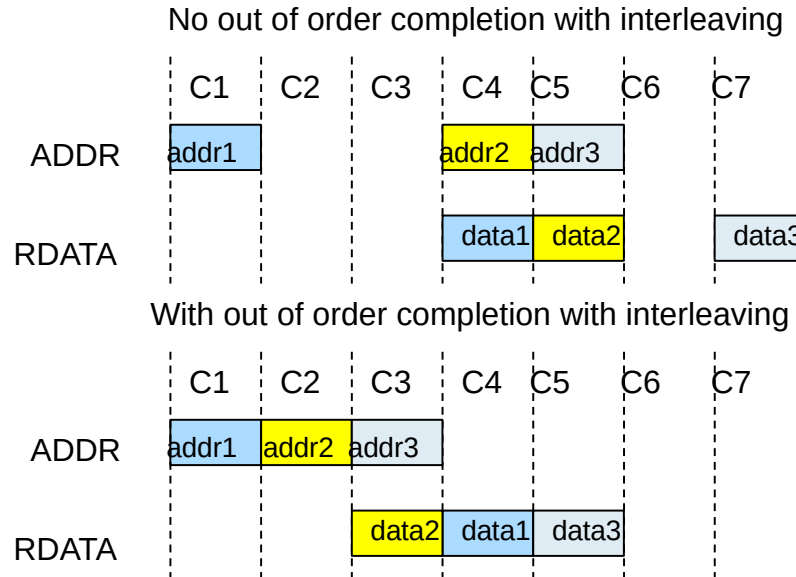 No out of order completion with interleaving
C1 C2 C3 C4 C5 C6 C7
ADDR addr1 addr2 addr3
RDATA data1 data2 data3
With out of order completion with interleaving
C1 C2 C3 C4 C5 C6 C7
ADDR addr1 addr2 addr3
RDATA data2 data1 data3